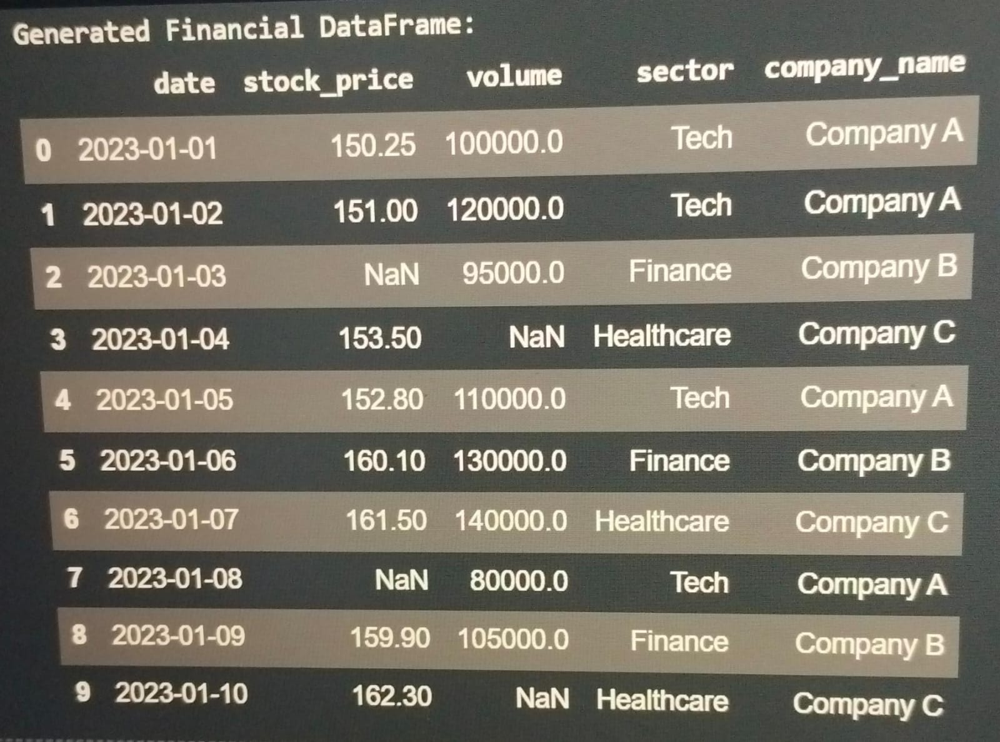 Generated Financial DataFrame:
date stock_price volume sector company_name
0 2023-01-01 150.25 100000.0 Tech Company A
1 2023-01-02 151.00 120000.0 Tech Company A
2 2023-01-03 NaN 95000.0 Finance Company B
3 2023-01-04 153.50 NaN Healthcare Company C
4 2023-01-05 152.80 110000.0 Tech Company A
5 2023-01-06 160.10 130000.0 Finance Company B
6 2023-01-07 161.50 140000.0 Healthcare Company C
7 2023-01-08 NaN 80000.0 Tech Company A
8 2023-01-09 159.90 105000.0 Finance Company B
9 2023-01-10 162.30 NaN Healthcare Company C